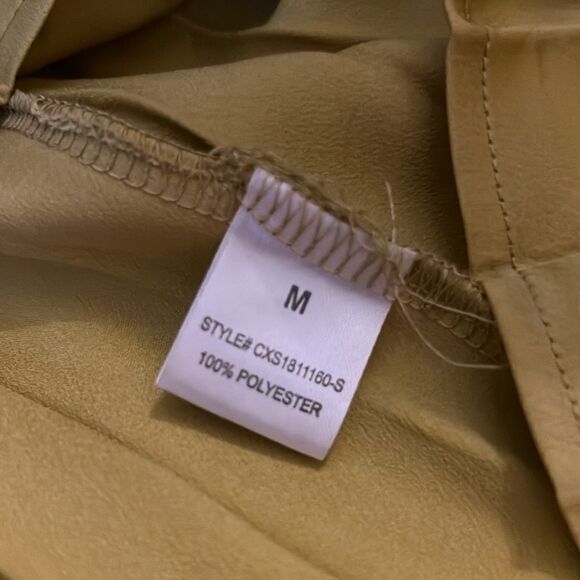 M
STYLE# CXS1811160-S
100% POLYESTER